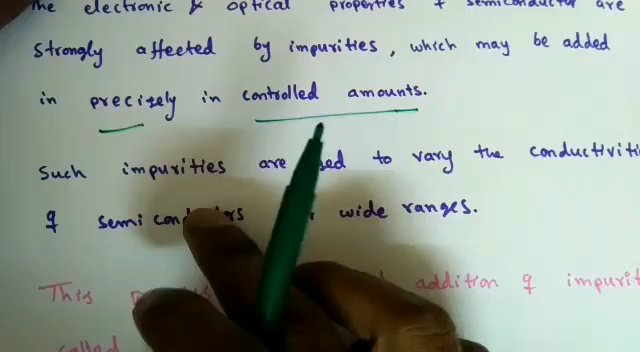 The electronic & optical properties of semiconductor are
strongly affected by impurities, which may be added
in precisely in controlled amounts.
Such impurities are used to vary the conductiviti
of semiconductors wide ranges.
This addition of impurit
called